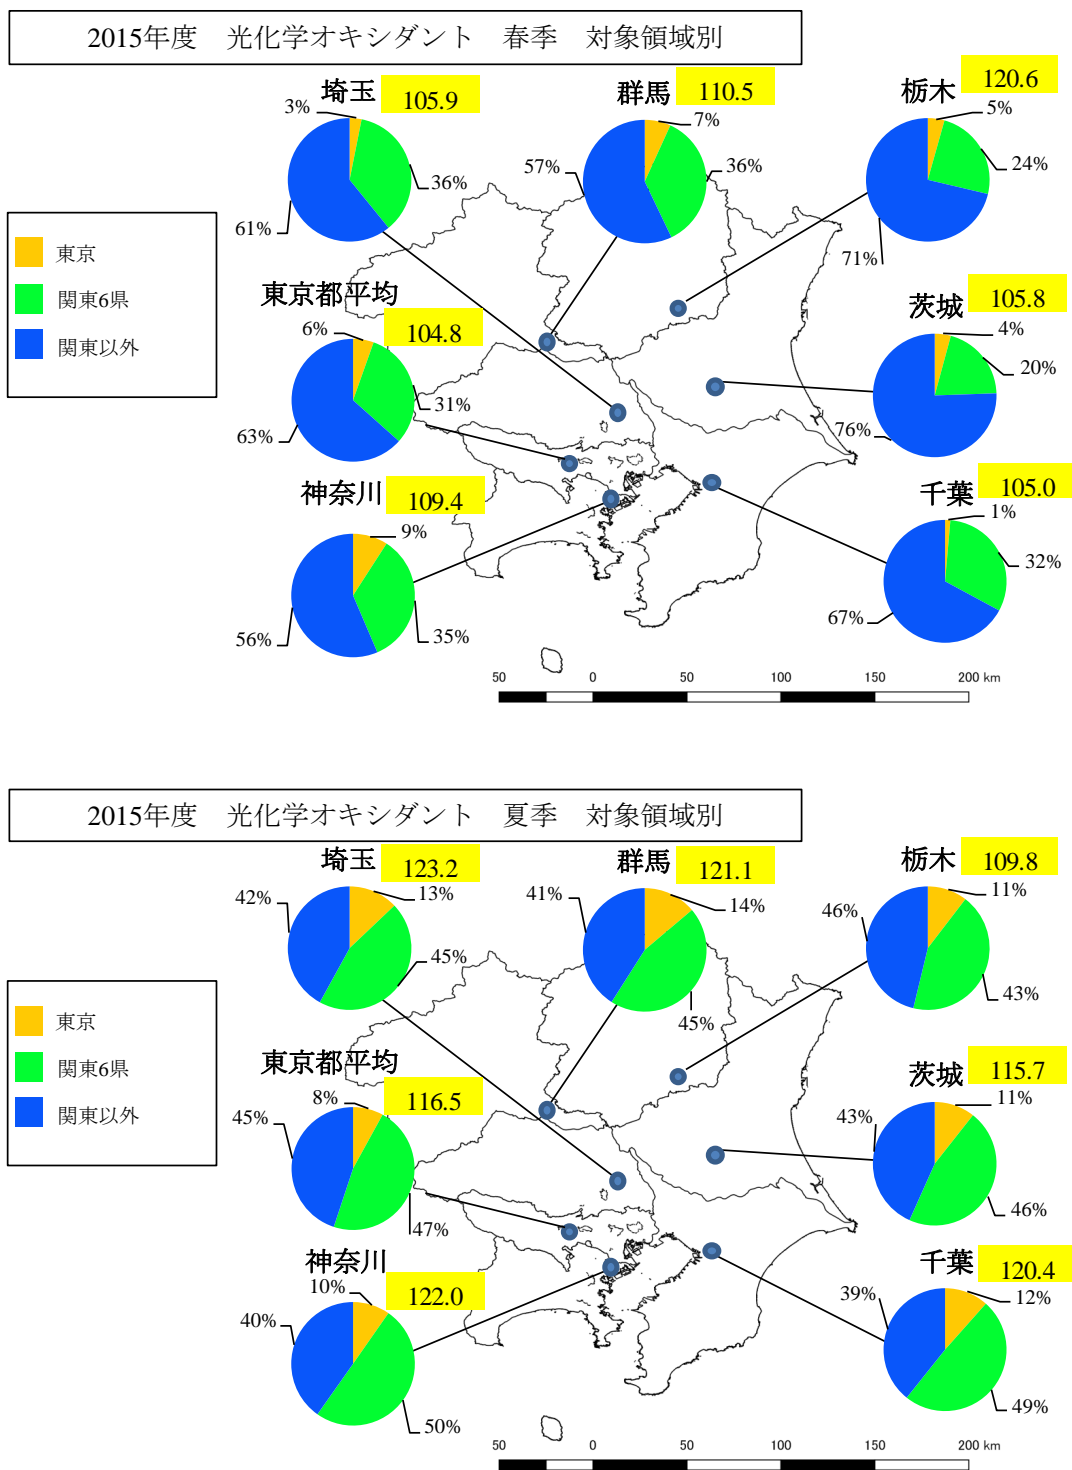 2015年度　光化学オキシダント　春季　対象領域別
埼玉 105.9
3%
36%
61%
群馬 110.5
7%
57%
36%
栃木 120.6
5%
24%
71%
東京
関東6県
関東以外
東京都平均
104.8
6%
31%
63%
茨城 105.8
4%
20%
76%
神奈川 109.4
9%
35%
56%
千葉 105.0
1%
32%
67%
50 0 50 100 150 200 km
2015年度　光化学オキシダント　夏季　対象領域別
埼玉 123.2
13%
42%
45%
群馬 121.1
14%
41%
45%
栃木 109.8
11%
46%
43%
東京
関東6県
関東以外
東京都平均
116.5
8%
45%
47%
茨城 115.7
11%
43%
46%
神奈川
122.0
10%
40%
50%
千葉 120.4
12%
39%
49%
50 0 50 100 150 200 km